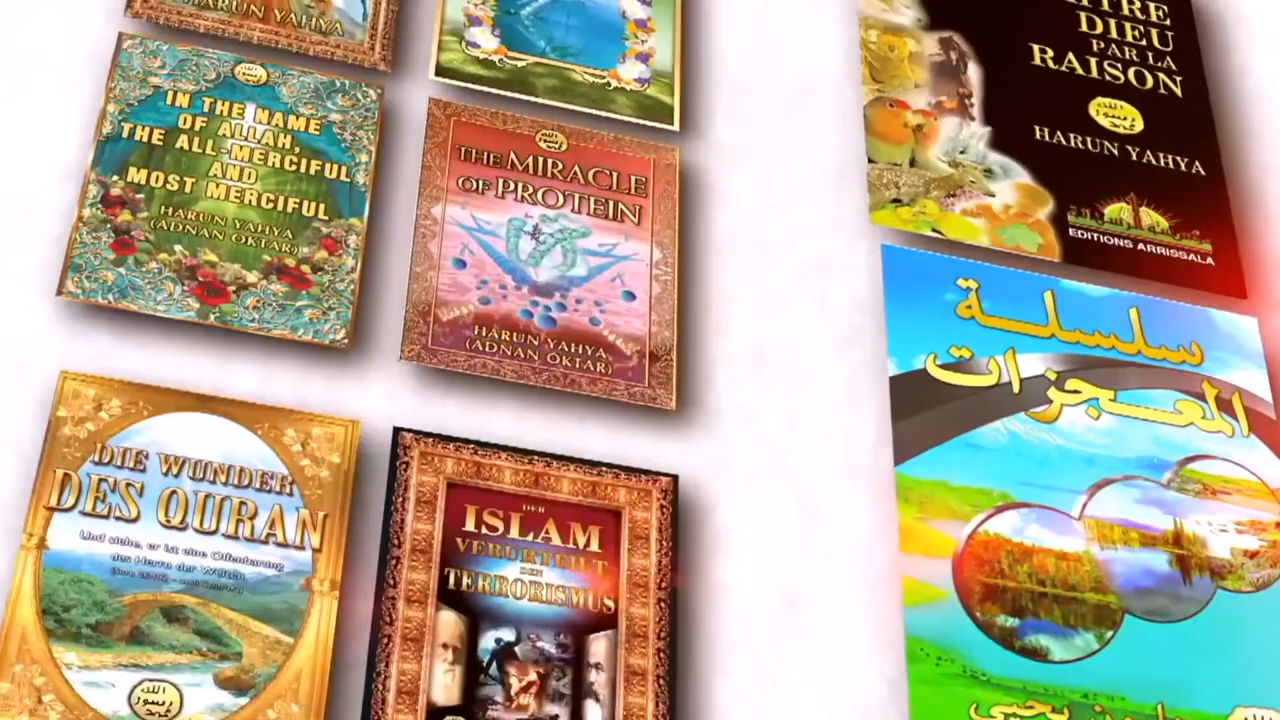 HARUN YAHYA
IN THE NAME
OF ALLAH,
THE ALL-MERCIFUL
AND
MOST MERCIFUL
HARUN YAHYA
(ADNAN OKTAR)
THE MIRACLE
OF PROTEIN
HARUN YAHYA
(ADNAN OKTAR)
DIE WUNDER
DES QURAN
Und siehe, er ist eine Offenbarung
des Herrn der Welten
DER
ISLAM
VERURTEILT
DEN
TERRORISMUS
DIEU
PAR LA
RAISON
HARUN YAHYA
EDITIONS ARRISSALA
سلسلة
المعجزات